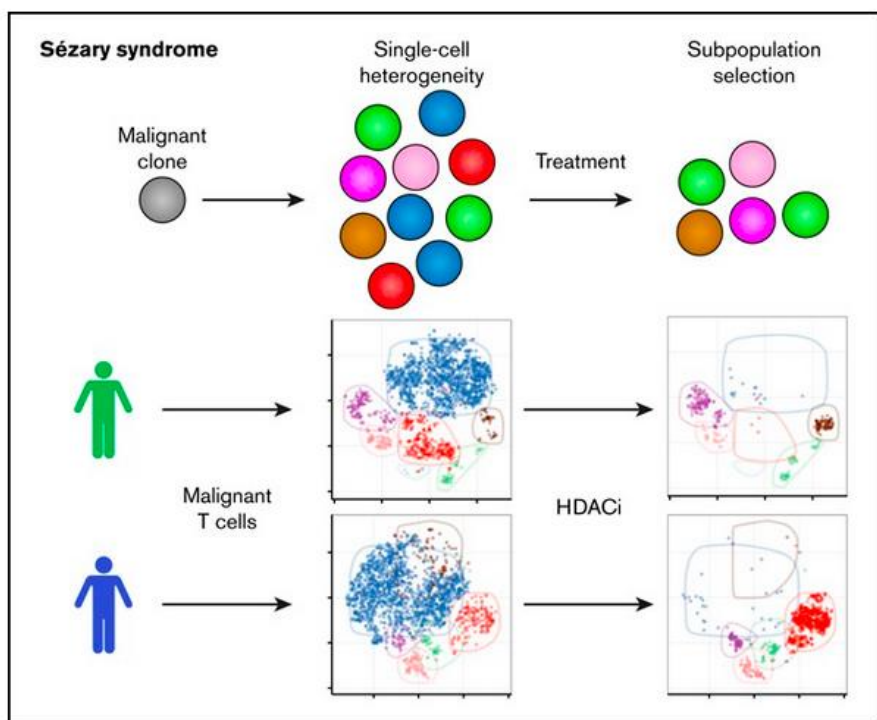 Sézary syndrome
Single-cell
heterogeneity
Subpopulation
selection
Malignant
clone
Treatment
Malignant
T cells
HDACi